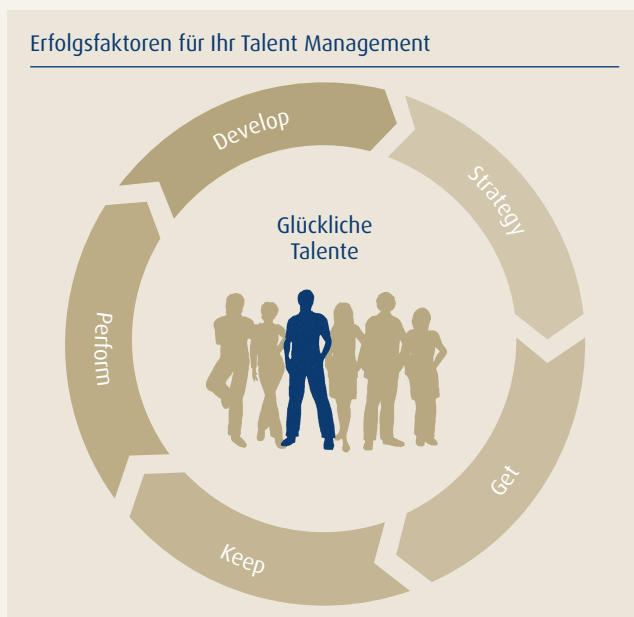 Erfolgsfaktoren für Ihr Talent Management
Develop
Strategy
Glückliche
Talente
Perform
Get
Keep